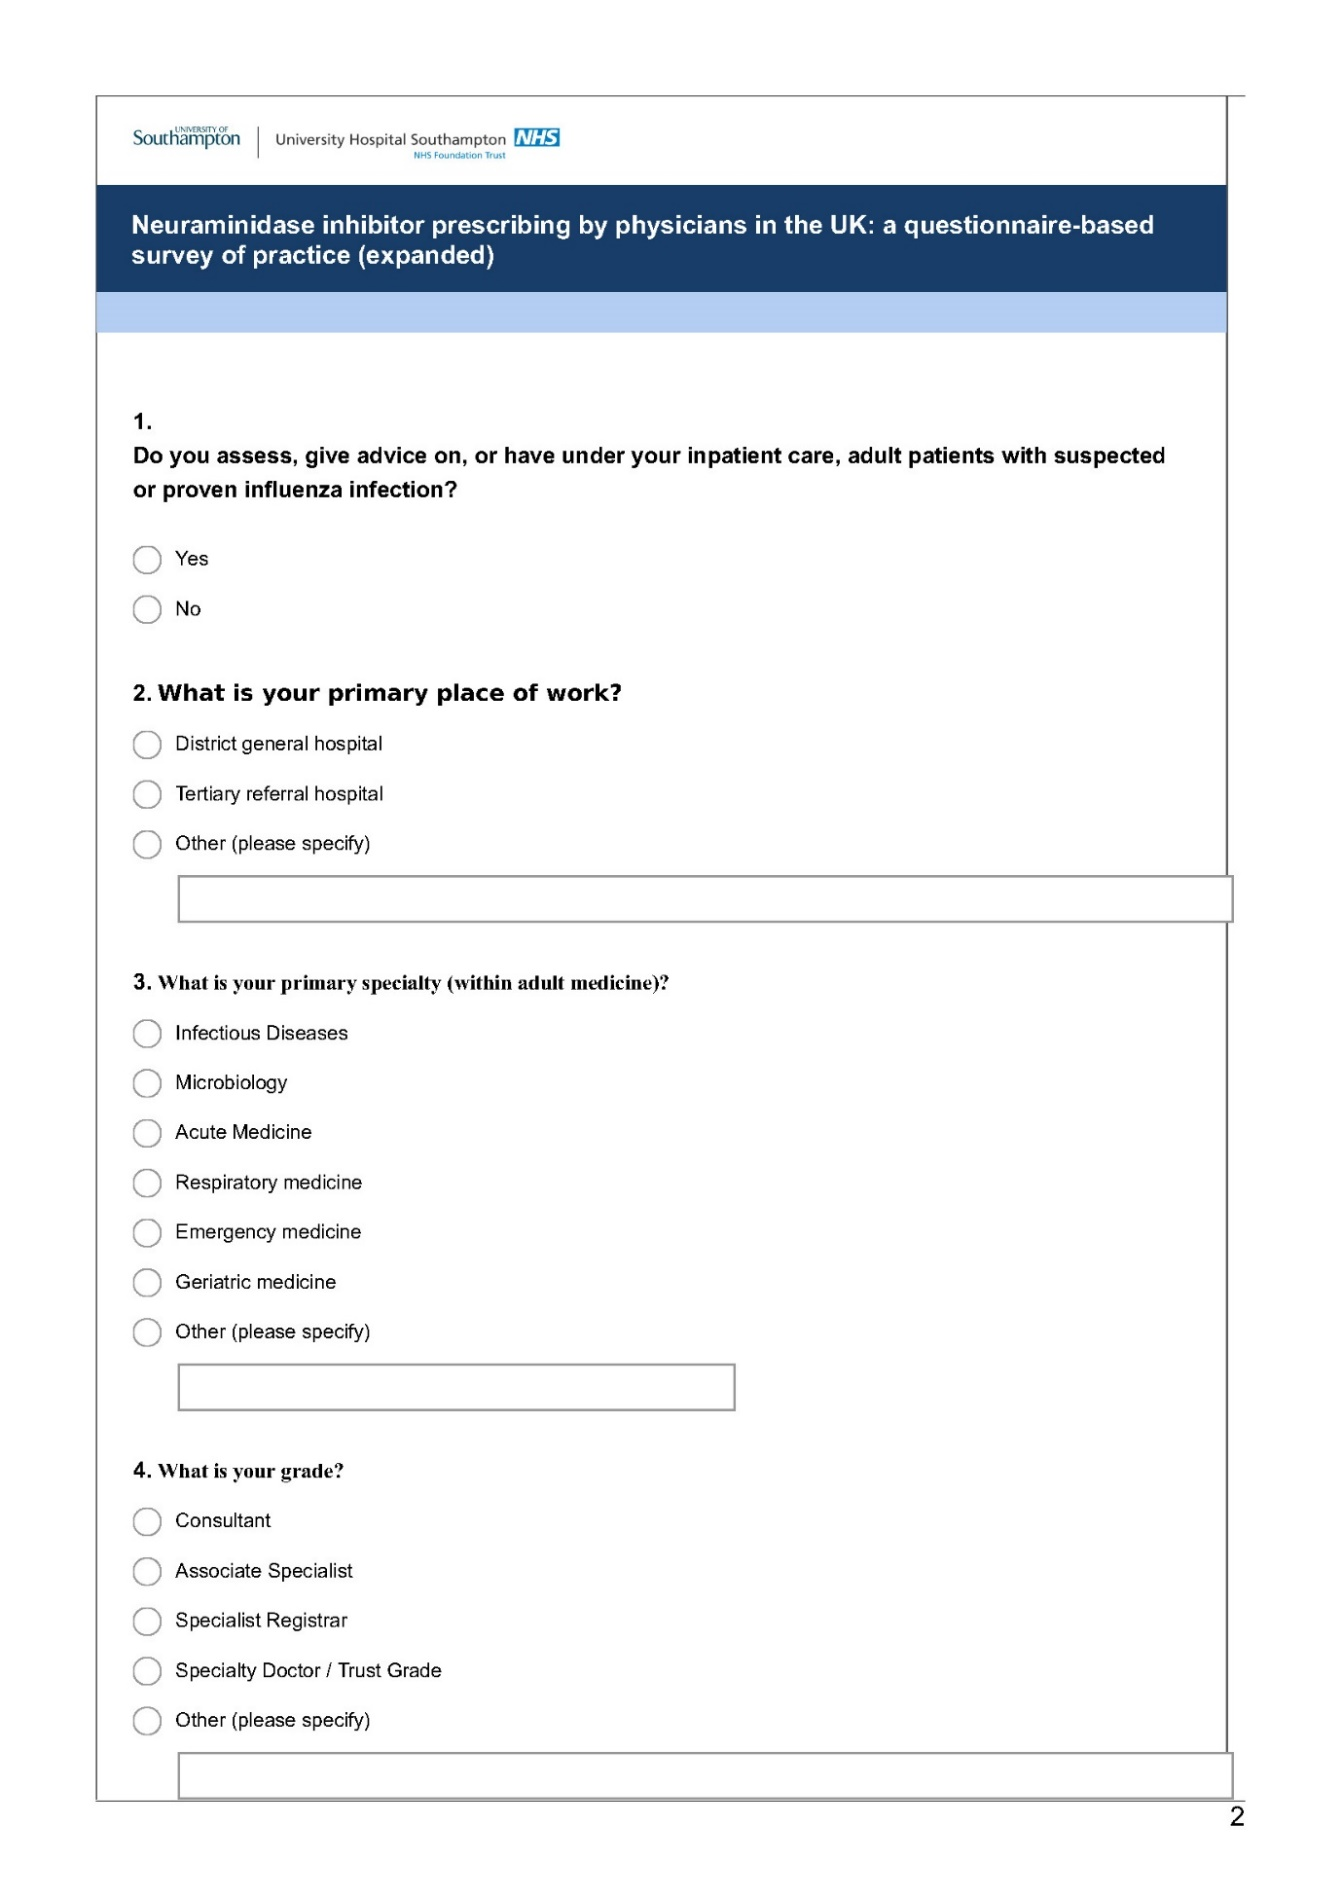 UNIVERSITY OF
Southampton
University Hospital Southampton NHS
NHS Foundation Trust
Neuraminidase inhibitor prescribing by physicians in the UK: a questionnaire-based
survey of practice (expanded)
1.
Do you assess, give advice on, or have under your inpatient care, adult patients with suspected
or proven influenza infection?
Yes
No
2. What is your primary place of work?
District general hospital
Tertiary referral hospital
Other (please specify)
3. What is your primary specialty (within adult medicine)?
Infectious Diseases
Microbiology
Acute Medicine
Respiratory medicine
Emergency medicine
Geriatric medicine
Other (please specify)
4. What is your grade?
Consultant
Associate Specialist
Specialist Registrar
Specialty Doctor / Trust Grade
Other (please specify)
2